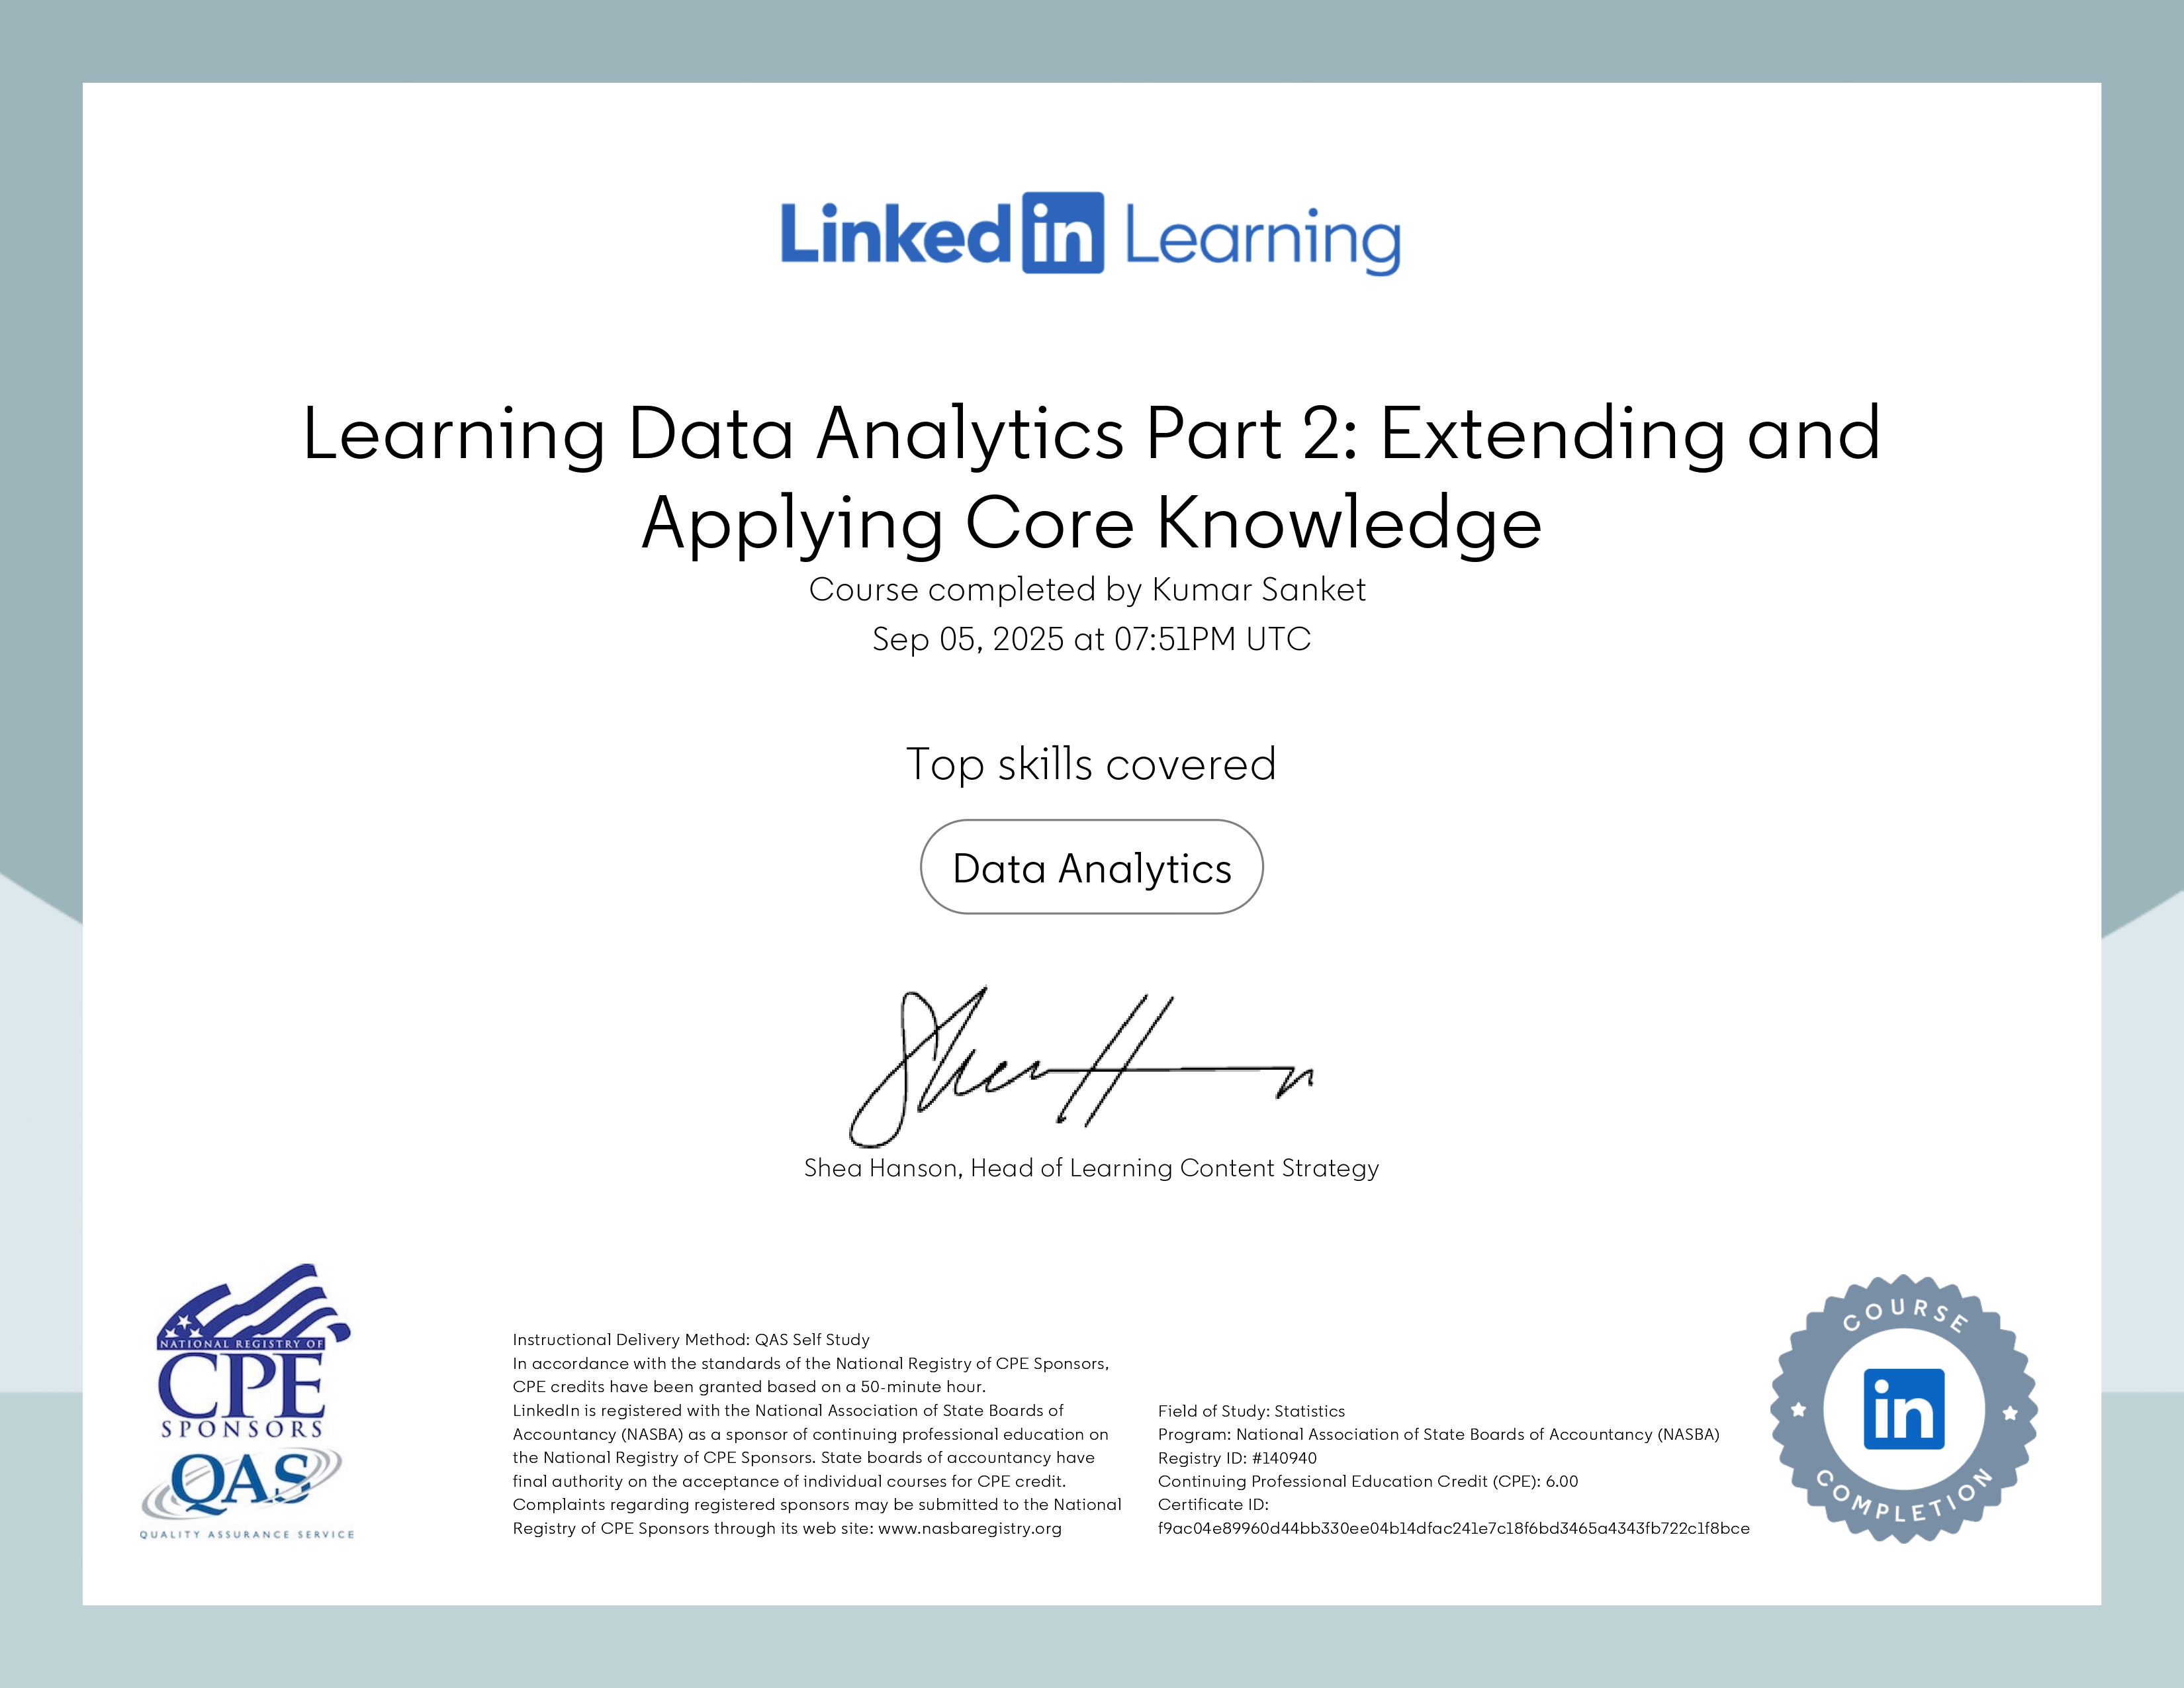 Linked in Learning
Learning Data Analytics Part 2: Extending and
Applying Core Knowledge
Course completed by Kumar Sanket
Sep 05, 2025 at 07:51PM UTC
Top skills covered
Data Analytics
Shea Hanson, Head of Learning Content Strategy
NATIONAL REGISTRY OF
CPE
SPONSORS
QAS
QUALITY ASSURANCE SERVICE
Instructional Delivery Method: QAS Self Study
In accordance with the standards of the National Registry of CPE Sponsors,
CPE credits have been granted based on a 50-minute hour.
LinkedIn is registered with the National Association of State Boards of
Accountancy (NASBA) as a sponsor of continuing professional education on
the National Registry of CPE Sponsors. State boards of accountancy have
final authority on the acceptance of individual courses for CPE credit.
Complaints regarding registered sponsors may be submitted to the National
Registry of CPE Sponsors through its web site: www.nasbaregistry.org
Field of Study: Statistics
Program: National Association of State Boards of Accountancy (NASBA)
Registry ID: #140940
Continuing Professional Education Credit (CPE): 6.00
Certificate ID:
f9ac04e89960d44bb330ee04b14dfac241e7c18f6bd3465a4343fb722c1f8bce
COURSE
in
COMPLETION